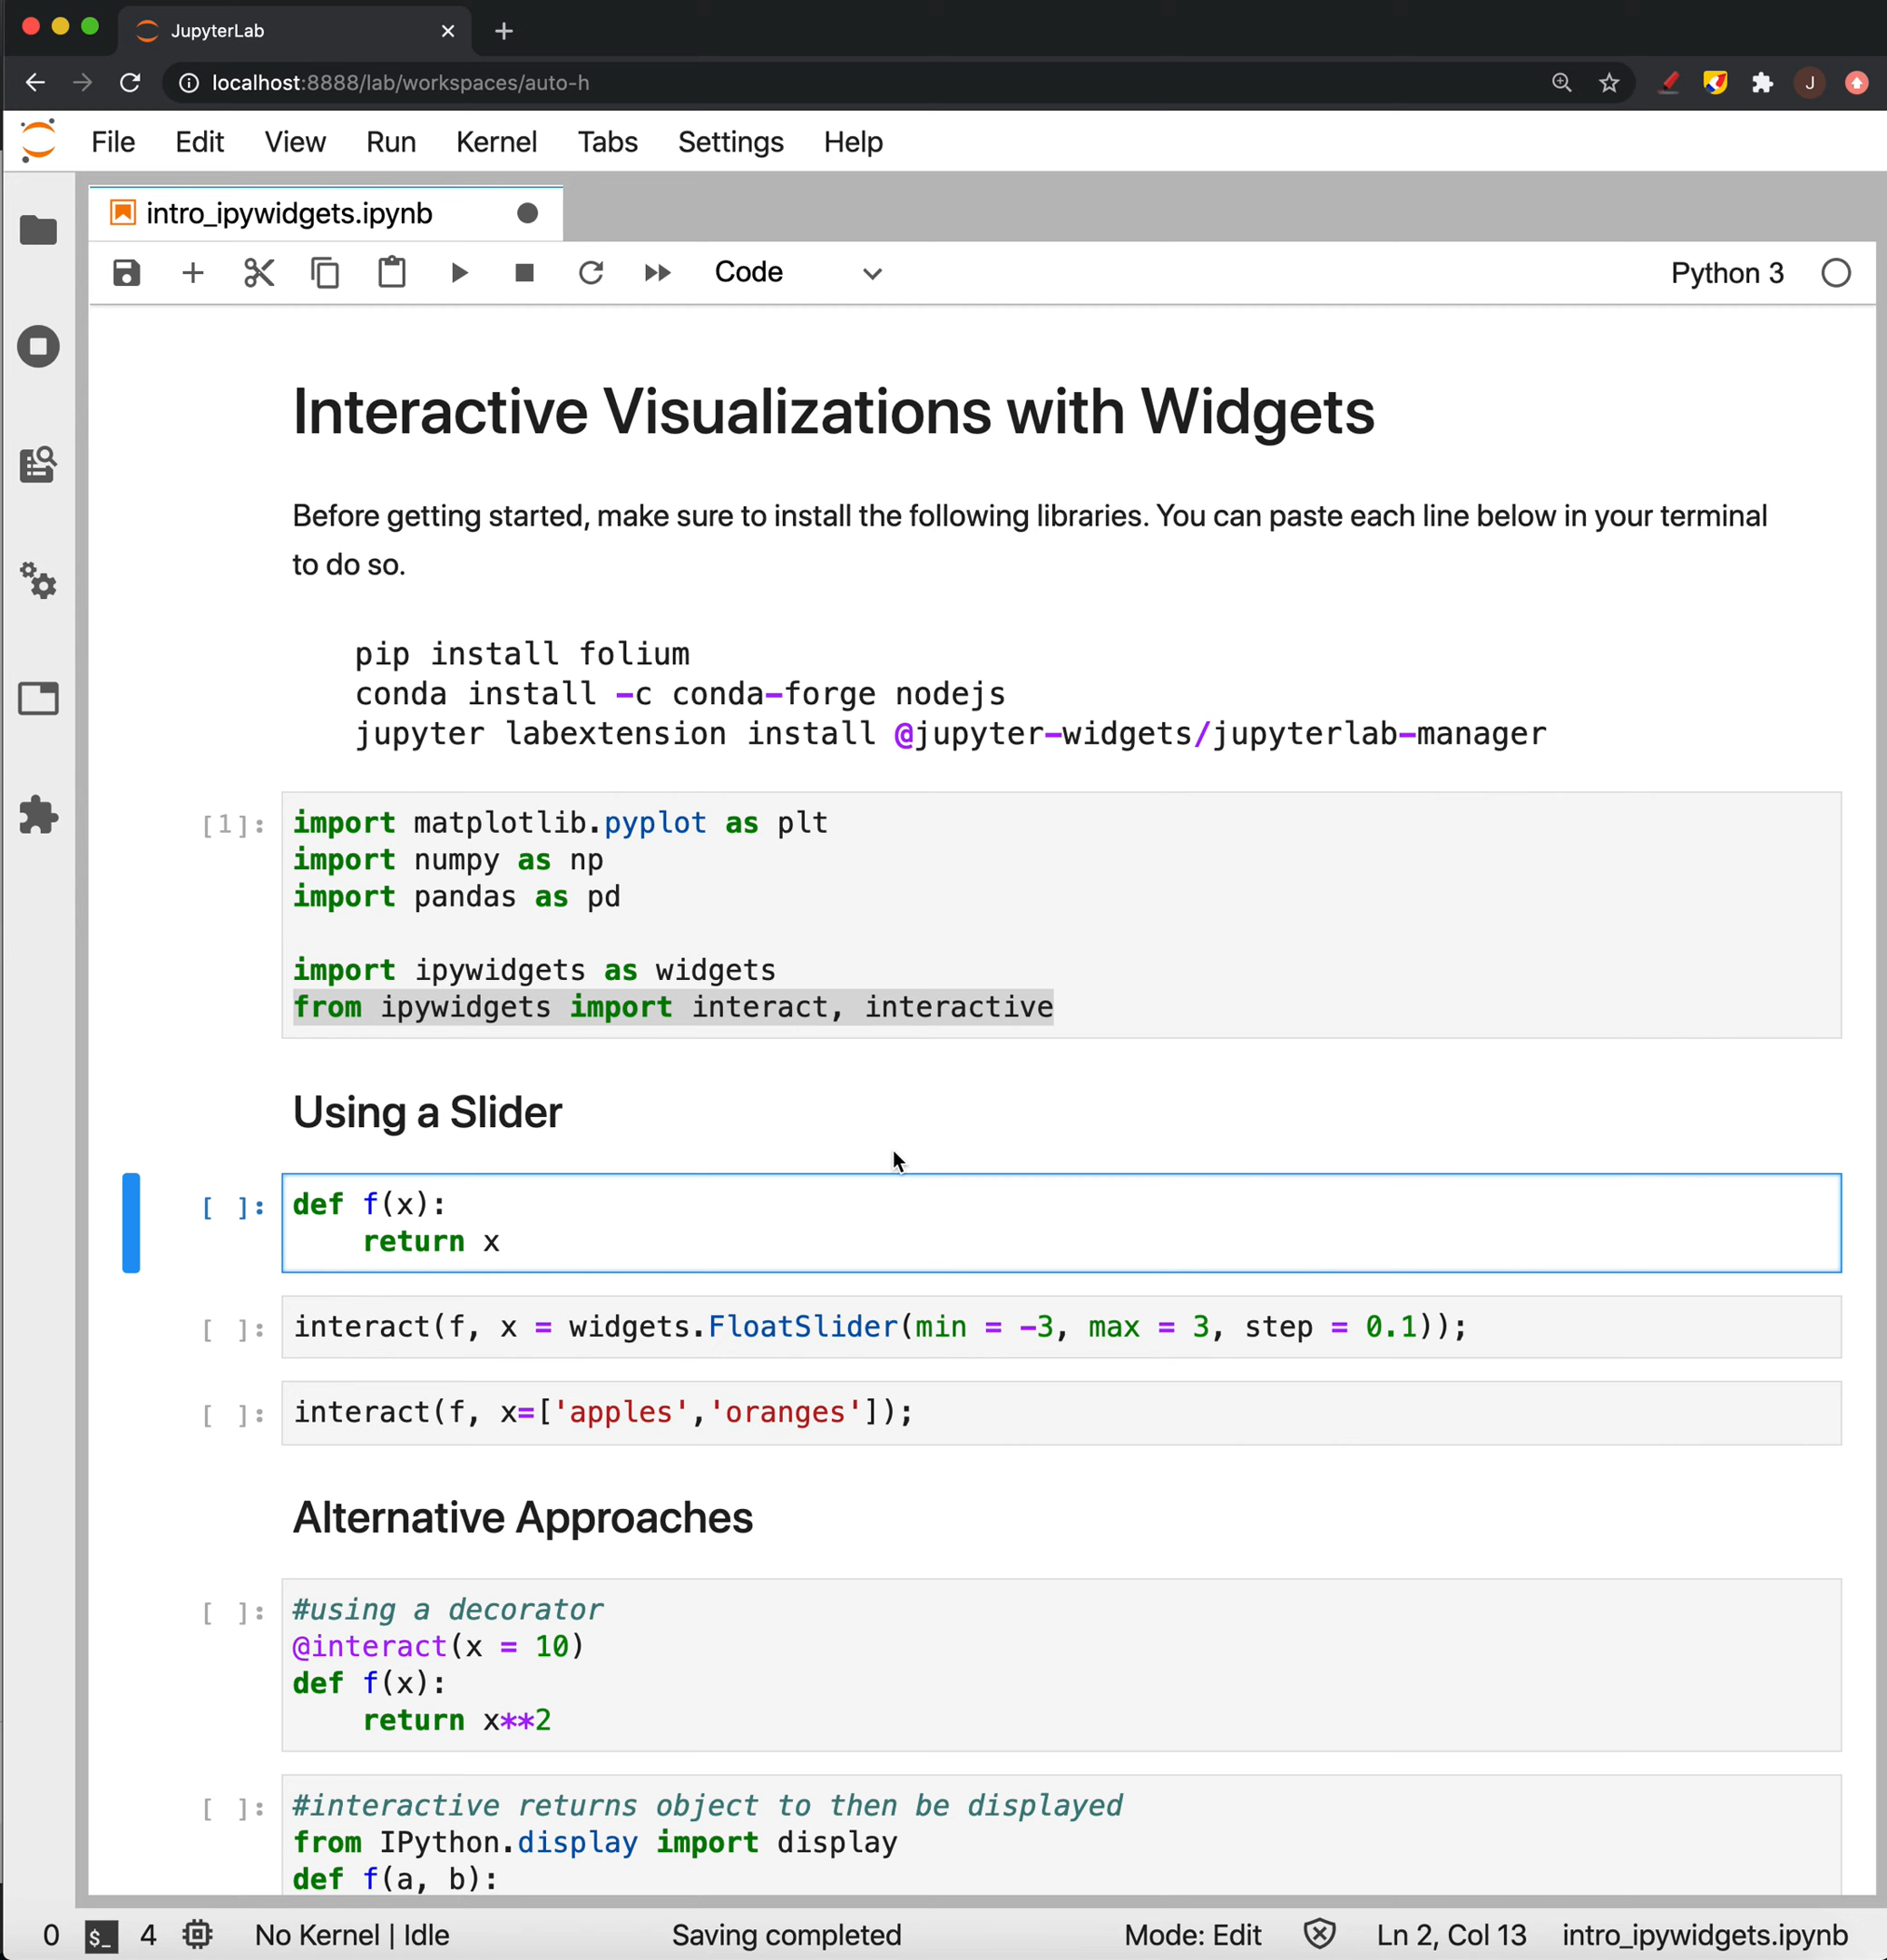 JupyterLab
localhost:8888/lab/workspaces/auto-h
J
File Edit View Run Kernel Tabs Settings Help
intro_ipywidgets.ipynb
Code
Python 3
Interactive Visualizations with Widgets
Before getting started, make sure to install the following libraries. You can paste each line below in your terminal
to do so.
pip install folium
conda install -c conda-forge nodejs
jupyter labextension install @jupyter-widgets/jupyterlab-manager
[1]: import matplotlib.pyplot as plt
import numpy as np
import pandas as pd
import ipywidgets as widgets
from ipywidgets import interact, interactive
Using a Slider
[ ]: def f(x):
    return x
[ ]: interact(f, x = widgets.FloatSlider(min = -3, max = 3, step = 0.1));
[ ]: interact(f, x=['apples','oranges']);
Alternative Approaches
[ ]: #using a decorator
@interact(x = 10)
def f(x):
    return x**2
[ ]: #interactive returns object to then be displayed
from IPython.display import display
def f(a, b):
0 $_ 4 No Kernel | Idle Saving completed Mode: Edit Ln 2, Col 13 intro_ipywidgets.ipynb